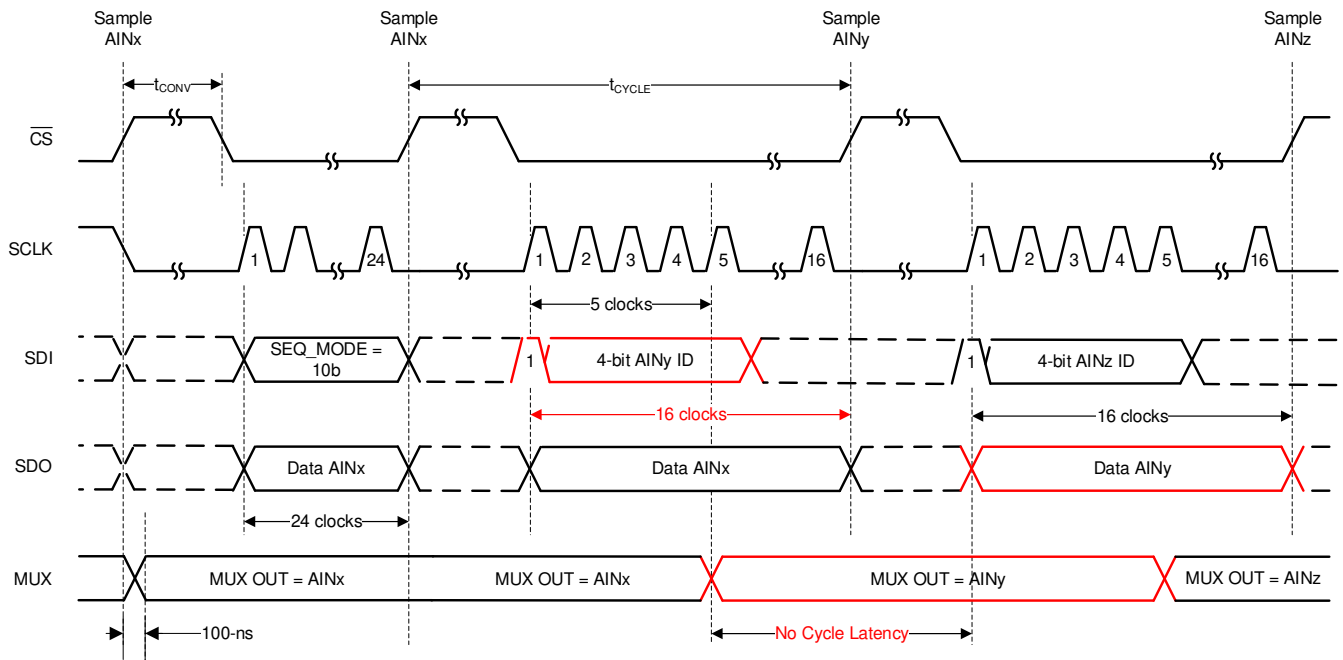 Sample
AINx
Sample
AINx
Sample
AINy
Sample
AINz
tCONV
tCYCLE
CS
SCLK
1
24
1
2
3
4
5
16
1
2
3
4
5
16
5 clocks
SDI
SEQ_MODE =
10b
1
4-bit AINy ID
1
4-bit AINz ID
16 clocks
16 clocks
SDO
Data AINx
Data AINx
Data AINy
24 clocks
MUX
MUX OUT = AINx
MUX OUT = AINx
MUX OUT = AINy
MUX OUT = AINz
100-ns
No Cycle Latency